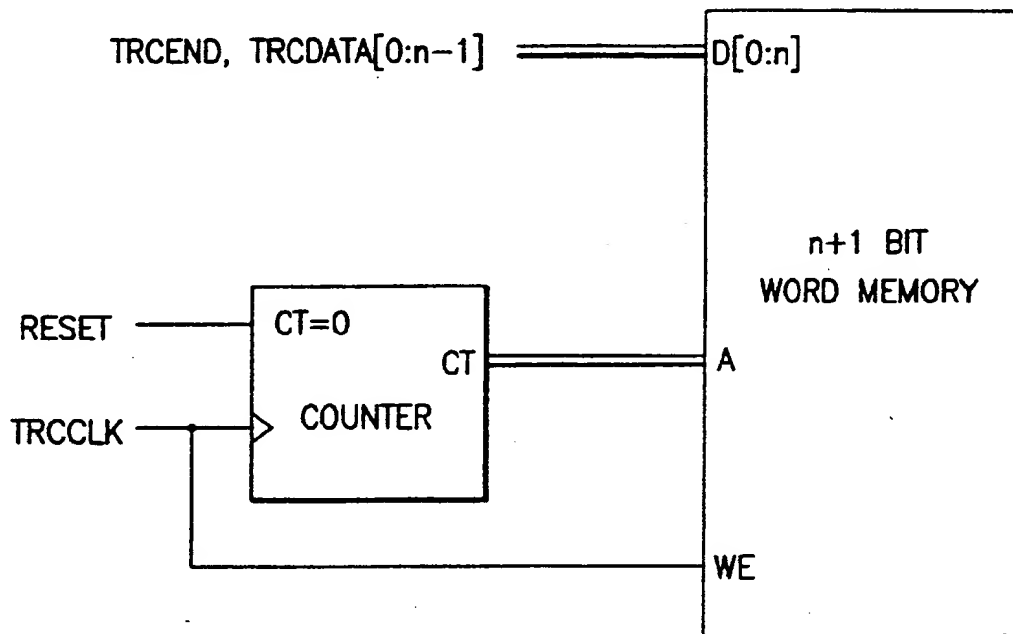 TRCEND, TRCDATA[0:n-1]
D[0:n]
n+1 BIT
WORD MEMORY
RESET
CT=0
CT
A
TRCCLK
COUNTER
WE